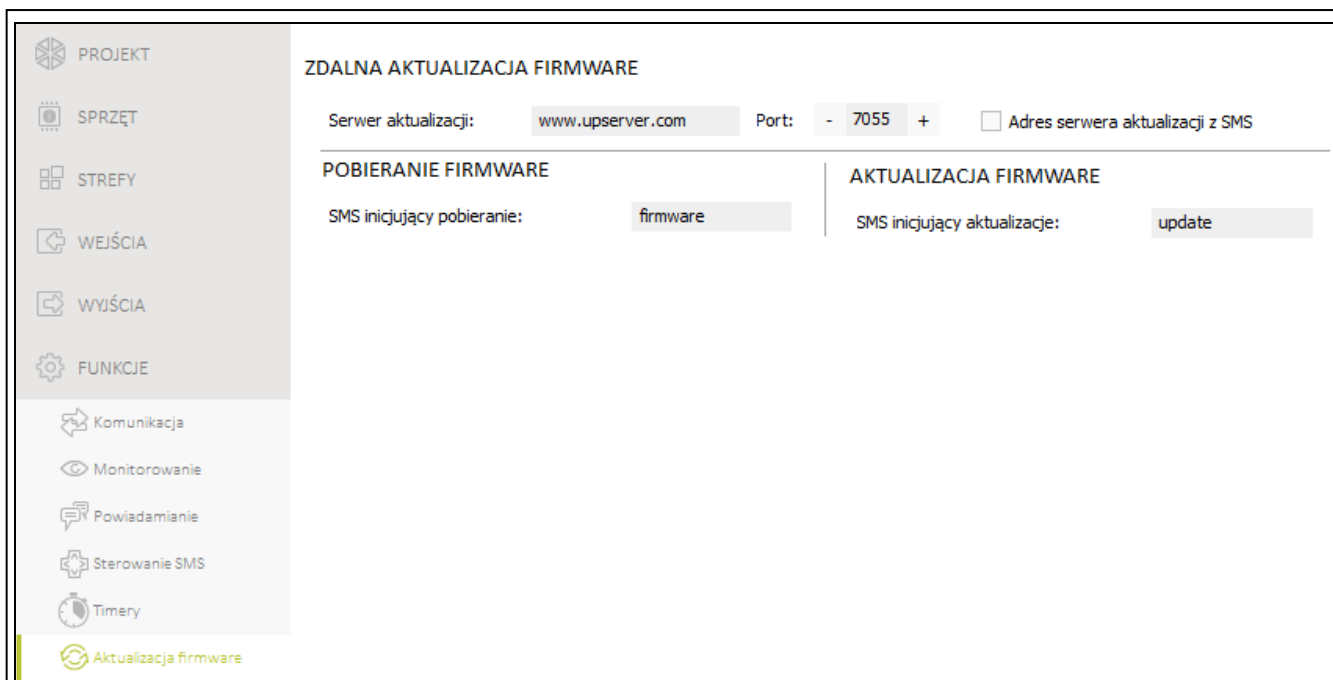 PROJEKT
SPRZĘT
STREFY
WEJŚCIA
WYJŚCIA
FUNKCJE
Komunikacja
Monitorowanie
Powiadamianie
Sterowanie SMS
Timery
Aktualizacja firmware
ZDALNA AKTUALIZACJA FIRMWARE
Serwer aktualizacji: www.upserver.com Port: - 7055 + Adres serwera aktualizacji z SMS
POBIERANIE FIRMWARE
SMS inicjujący pobieranie: firmware
AKTUALIZACJA FIRMWARE
SMS inicjujący aktualizacje: update